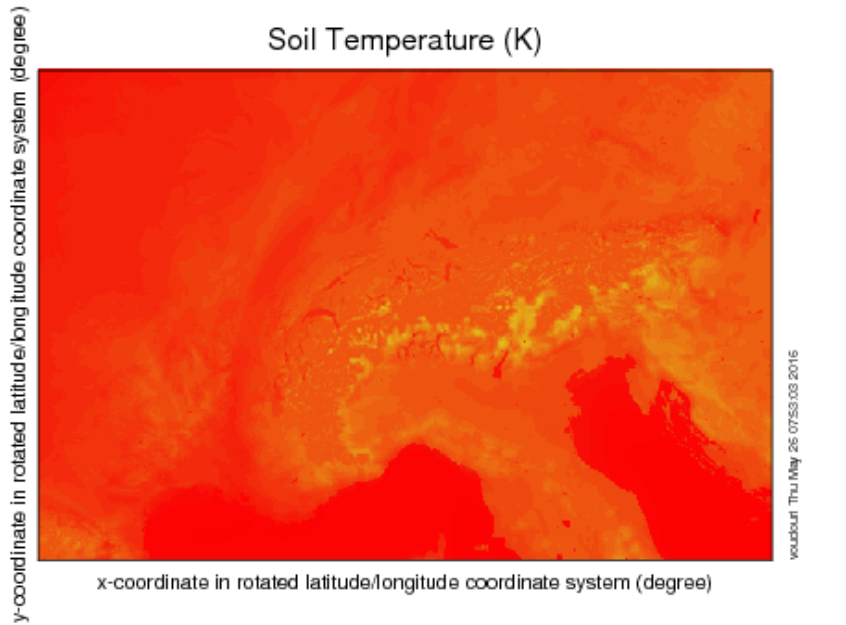 Soil Temperature (K)
y-coordinate in rotated latitude/longitude coordinate system (degree)
x-coordinate in rotated latitude/longitude coordinate system (degree)
voudouri Thu May 26 07:53:03 2016